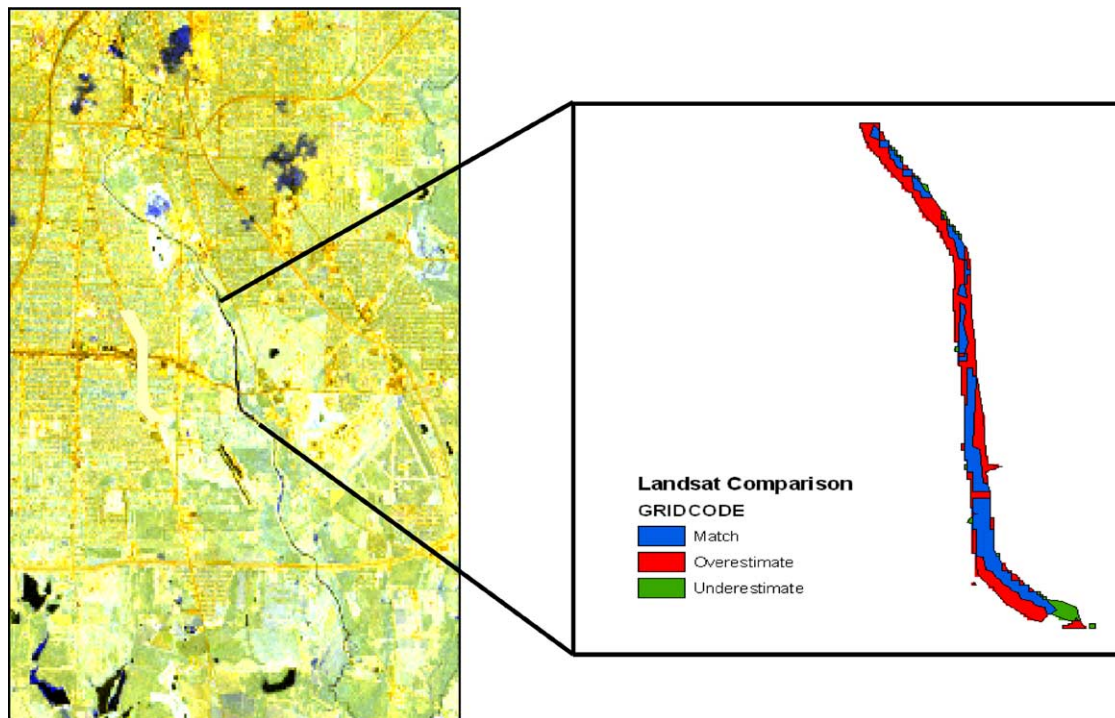 Landsat Comparison
GRIDCODE
Match
Overestimate
Underestimate